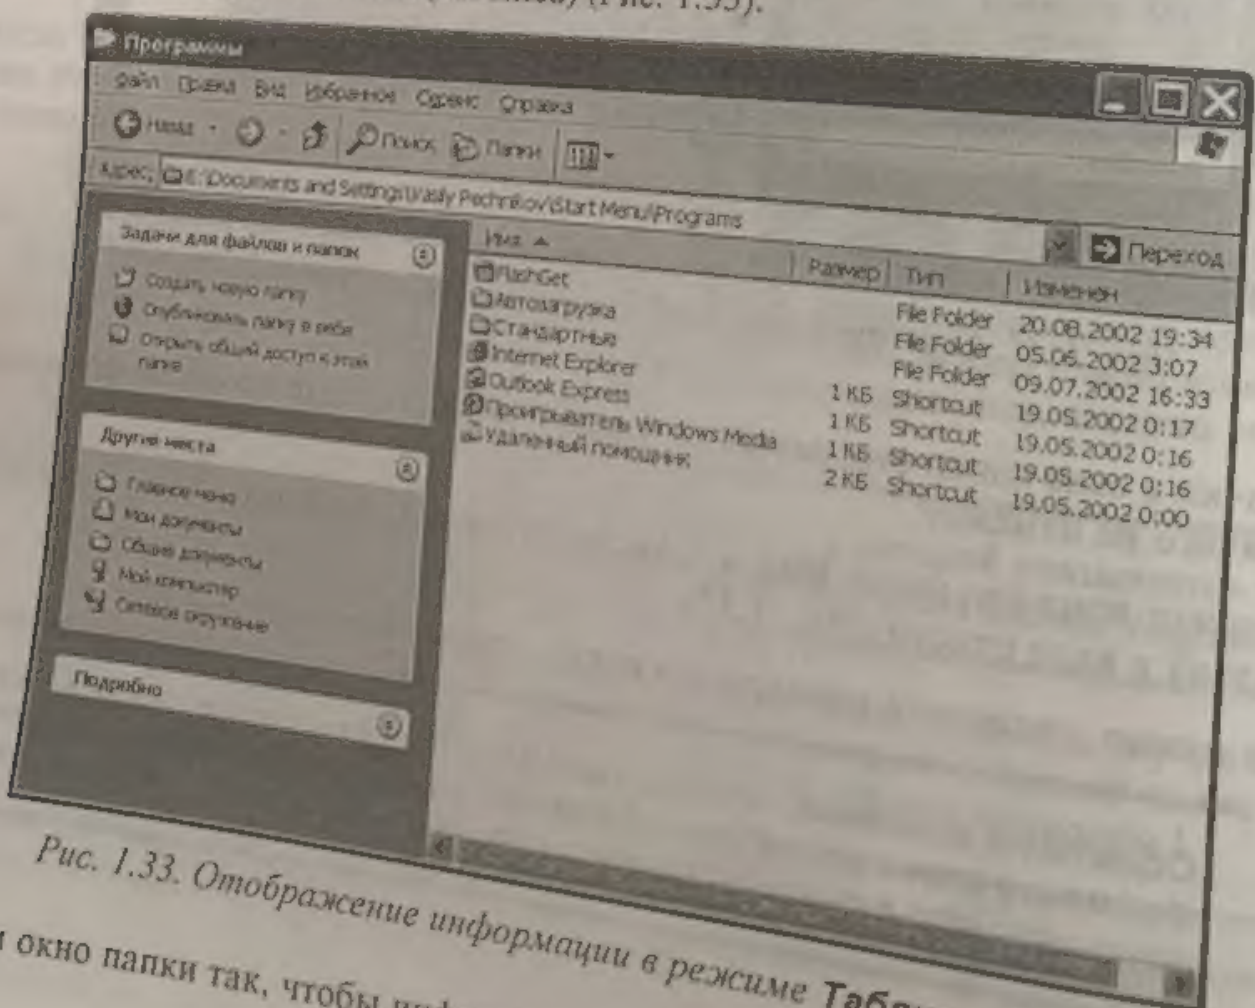 (Рис. 1.33).
Программы
Файл Правка Вид Избранное Сервис Справка
Назад Поиск Папки
Адрес: E:\Documents and Settings\Vasily Pechnikov\Start Menu\Programs Переход
Задачи для файлов и папок
Создать новую папку
Опубликовать папку в вебе
Открыть общий доступ к этой
папке
Другие места
Главное меню
Мои документы
Общие документы
Мой компьютер
Сетевое окружение
Подробно
Имя Размер Тип Изменен
FlashGet File Folder 20.08.2002 19:34
Автозагрузка File Folder 05.06.2002 3:07
Стандартные File Folder 09.07.2002 16:33
Internet Explorer 1 КБ Shortcut 19.05.2002 0:17
Outlook Express 1 КБ Shortcut 19.05.2002 0:16
Проигрыватель Windows Media 1 КБ Shortcut 19.05.2002 0:16
Удаленный помощник 2 КБ Shortcut 19.05.2002 0:00
Рис. 1.33. Отображение информации в режиме
окно папки так, чтобы